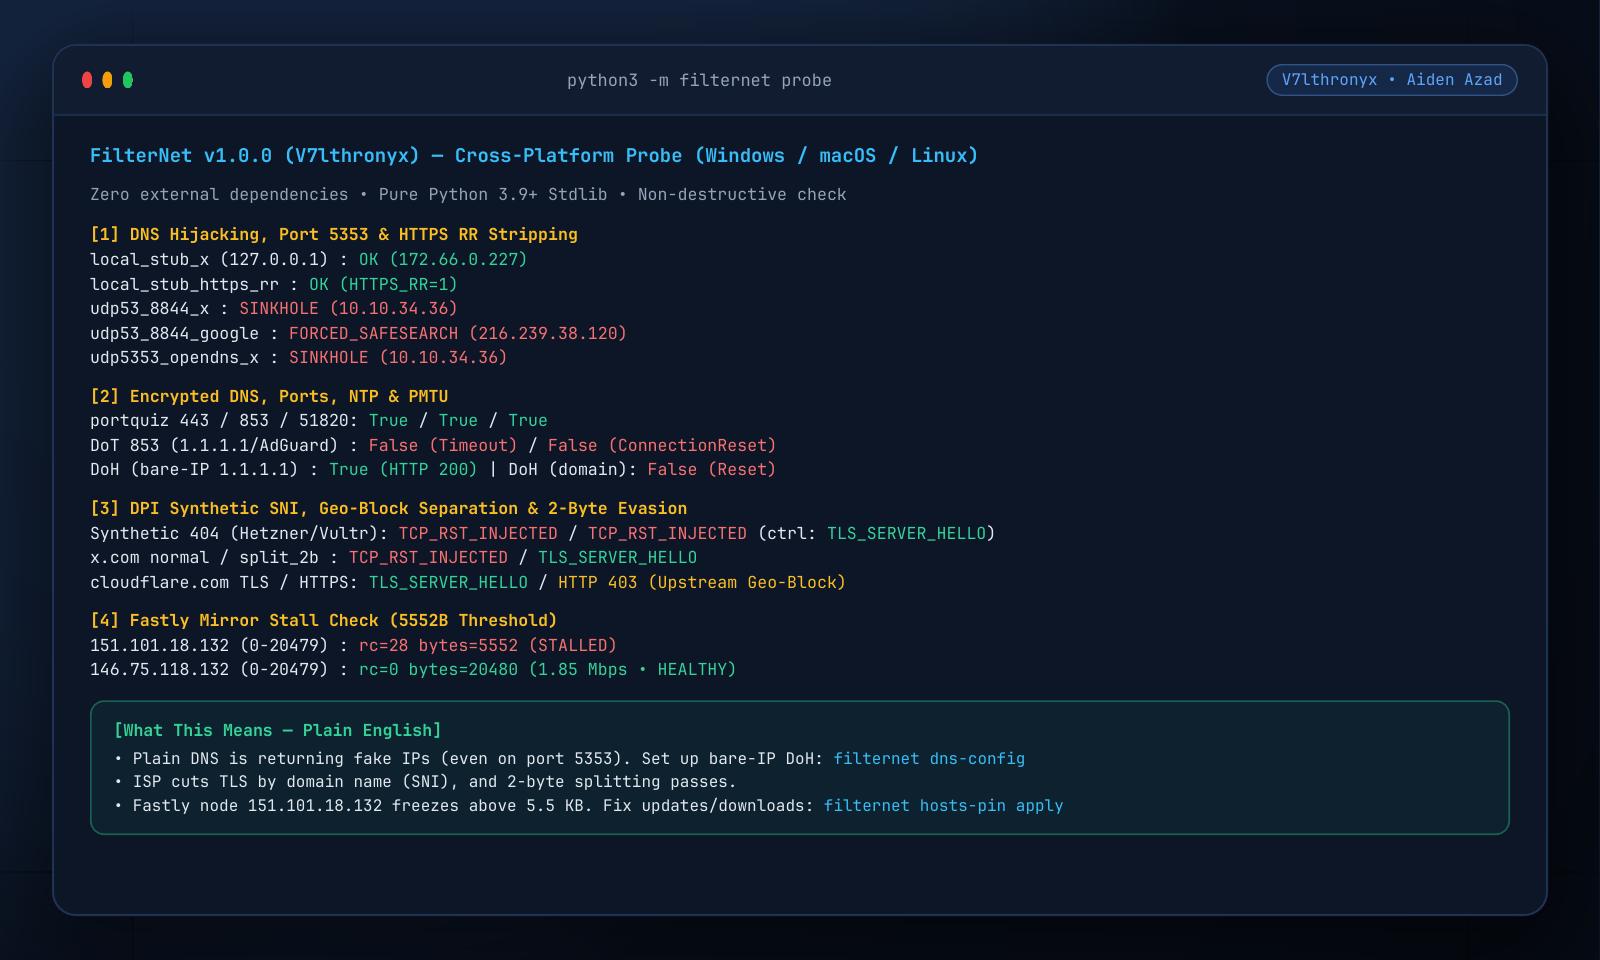 python3 -m filternet probe
V7lthronyx • Aiden Azad
FilterNet v1.0.0 (V7lthronyx) — Cross-Platform Probe (Windows / macOS / Linux)
Zero external dependencies • Pure Python 3.9+ Stdlib • Non-destructive check
[1] DNS Hijacking, Port 5353 & HTTPS RR Stripping
local_stub_x (127.0.0.1) : OK (172.66.0.227)
local_stub_https_rr : OK (HTTPS_RR=1)
udp53_8844_x : SINKHOLE (10.10.34.36)
udp53_8844_google : FORCED_SAFESEARCH (216.239.38.120)
udp5353_opendns_x : SINKHOLE (10.10.34.36)
[2] Encrypted DNS, Ports, NTP & PMTU
portquiz 443 / 853 / 51820: True / True / True
DoT 853 (1.1.1.1/AdGuard) : False (Timeout) / False (ConnectionReset)
DoH (bare-IP 1.1.1.1) : True (HTTP 200) | DoH (domain): False (Reset)
[3] DPI Synthetic SNI, Geo-Block Separation & 2-Byte Evasion
Synthetic 404 (Hetzner/Vultr): TCP_RST_INJECTED / TCP_RST_INJECTED (ctrl: TLS_SERVER_HELLO)
x.com normal / split_2b : TCP_RST_INJECTED / TLS_SERVER_HELLO
cloudflare.com TLS / HTTPS: TLS_SERVER_HELLO / HTTP 403 (Upstream Geo-Block)
[4] Fastly Mirror Stall Check (5552B Threshold)
151.101.18.132 (0-20479) : rc=28 bytes=5552 (STALLED)
146.75.118.132 (0-20479) : rc=0 bytes=20480 (1.85 Mbps • HEALTHY)
[What This Means — Plain English]
• Plain DNS is returning fake IPs (even on port 5353). Set up bare-IP DoH: filternet dns-config
• ISP cuts TLS by domain name (SNI), and 2-byte splitting passes.
• Fastly node 151.101.18.132 freezes above 5.5 KB. Fix updates/downloads: filternet hosts-pin apply